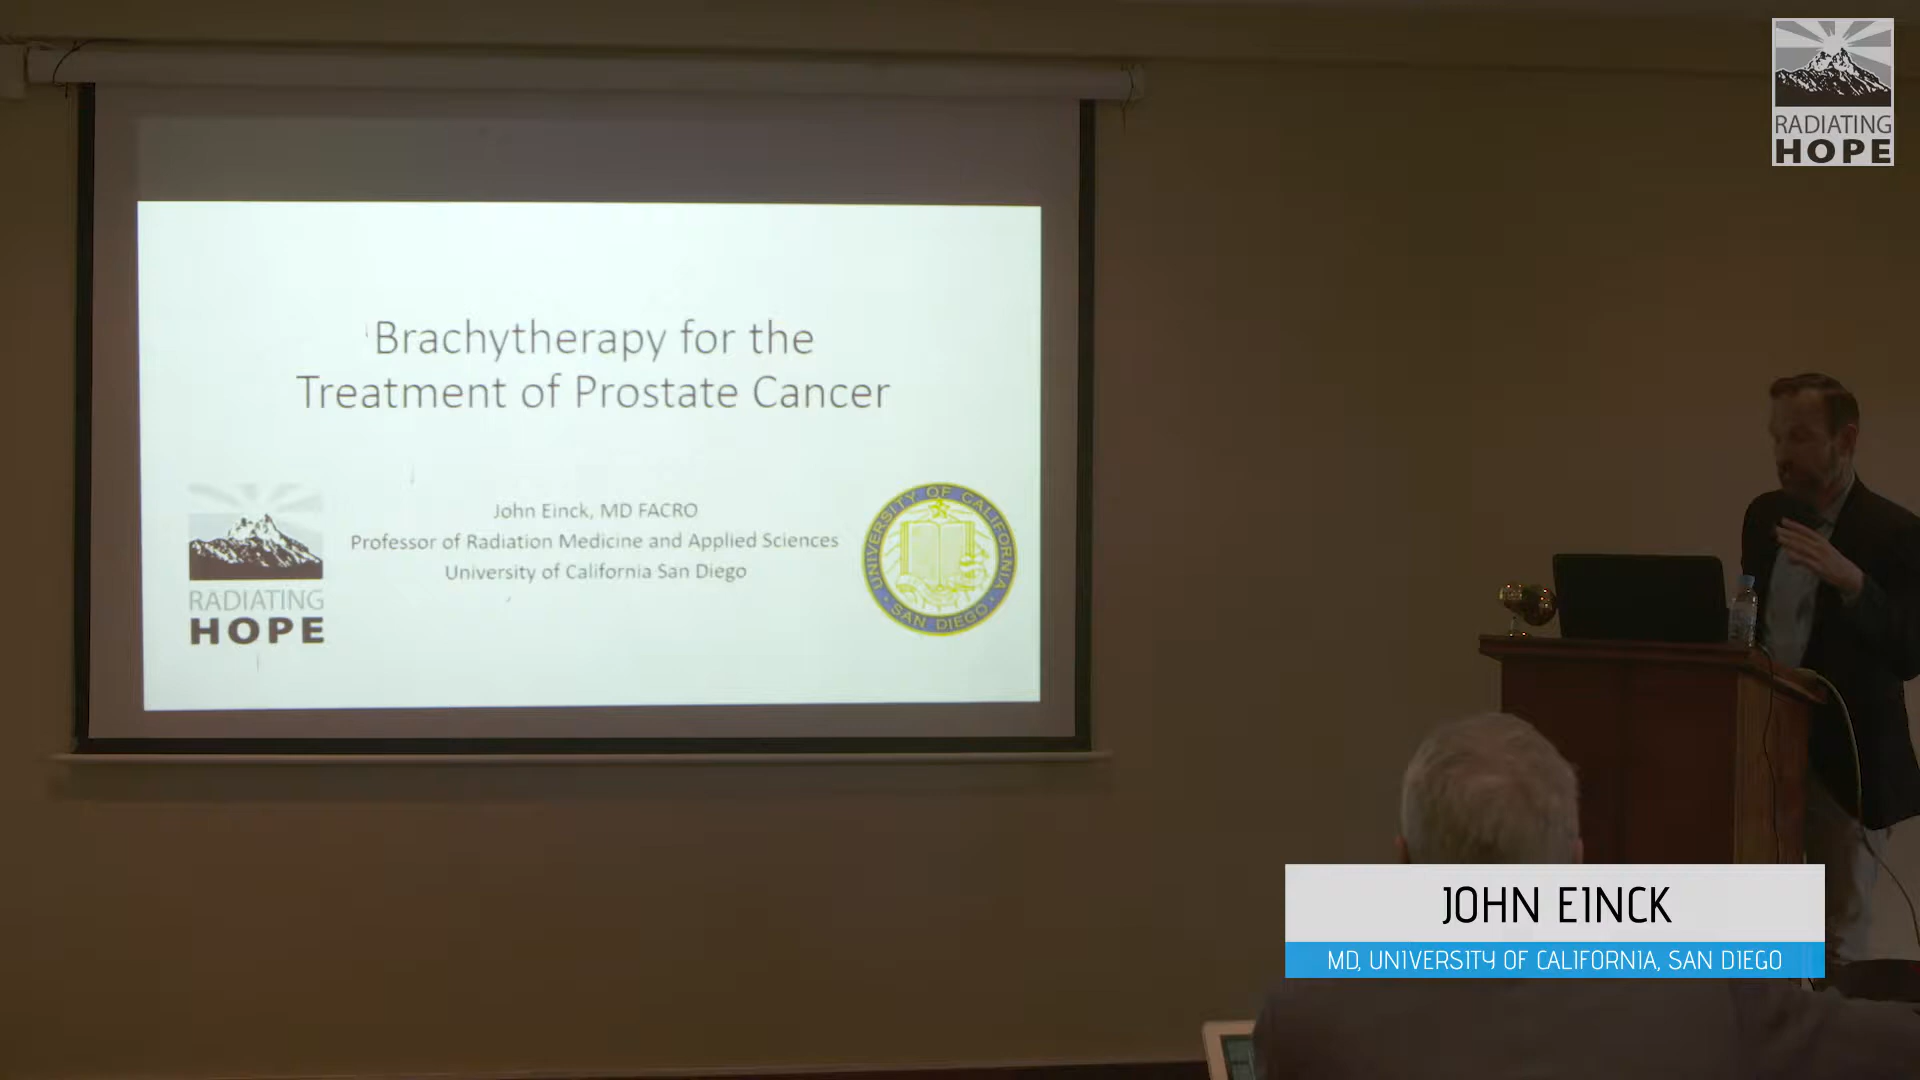 RADIATING
HOPE
Brachytherapy for the
Treatment of Prostate Cancer
John Einck, MD FACRO
Professor of Radiation Medicine and Applied Sciences
University of California San Diego
RADIATING
HOPE
UNIVERSITY OF CALIFORNIA
SAN DIEGO
JOHN EINCK
MD, UNIVERSITY OF CALIFORNIA, SAN DIEGO